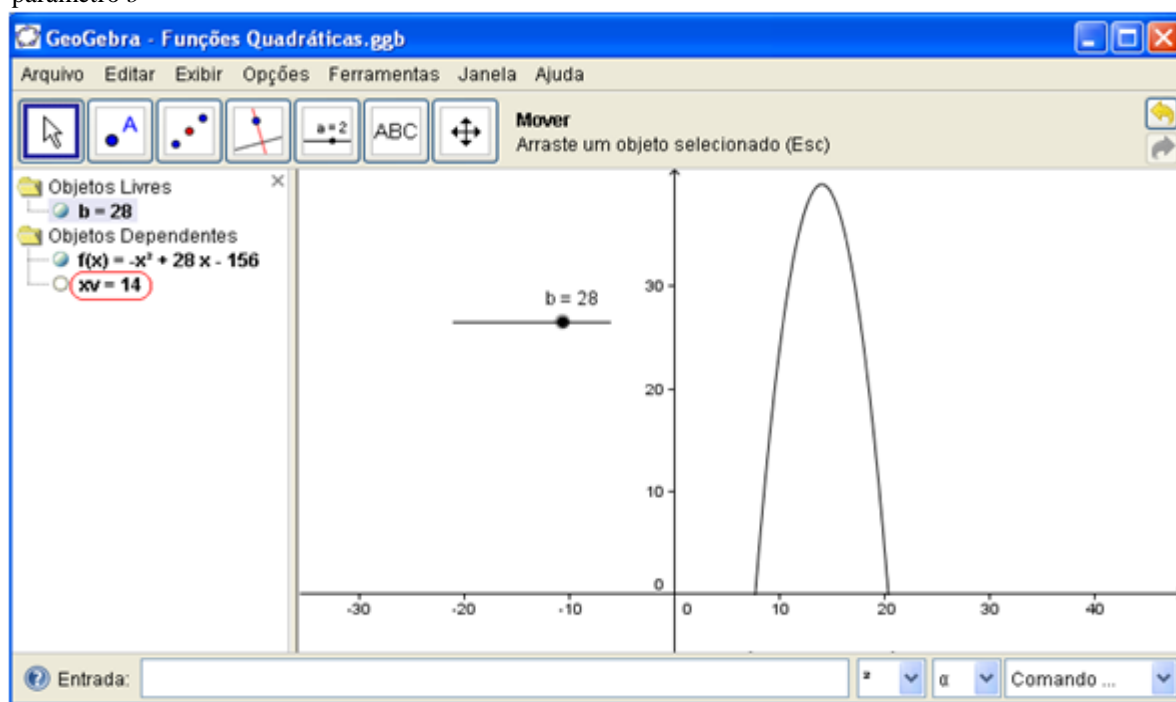 parâmetro b
GeoGebra - Funções Quadráticas.ggb
Arquivo Editar Exibir Opções Ferramentas Janela Ajuda
A
a = 2
ABC
Mover
Arraste um objeto selecionado (Esc)
Objetos Livres
b = 28
Objetos Dependentes
f(x) = -x² + 28 x - 156
xv = 14
b = 28
30
20
10
0
-30 -20 -10 0 10 20 30 40
Entrada: ² α Comando ...